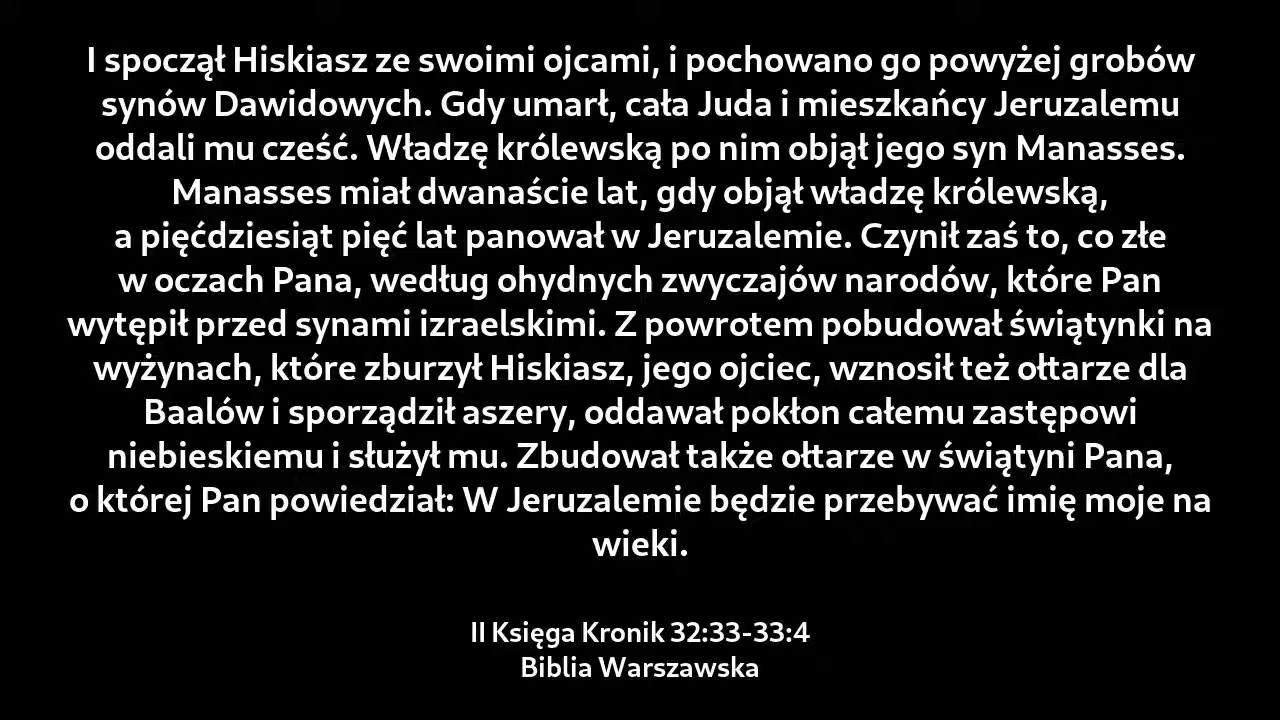 I spoczął Hiskiasz ze swoimi ojcami, i pochowano go powyżej grobów
synów Dawidowych. Gdy umarł, cała Juda i mieszkańcy Jeruzalemu
oddali mu cześć. Władzę królewską po nim objął jego syn Manasses.
Manasses miał dwanaście lat, gdy objął władzę królewską,
a pięćdziesiąt pięć lat panował w Jeruzalemie. Czynił zaś to, co złe
w oczach Pana, według ohydnych zwyczajów narodów, które Pan
wytępił przed synami izraelskimi. Z powrotem pobudował świątynki na
wyżynach, które zburzył Hiskiasz, jego ojciec, wznosił też ołtarze dla
Baalów i sporządził aszery, oddawał pokłon całemu zastępowi
niebieskiemu i służył mu. Zbudował także ołtarze w świątyni Pana,
o której Pan powiedział: W Jeruzalemie będzie przebywać imię moje na
wieki.
II Księga Kronik 32:33-33:4
Biblia Warszawska